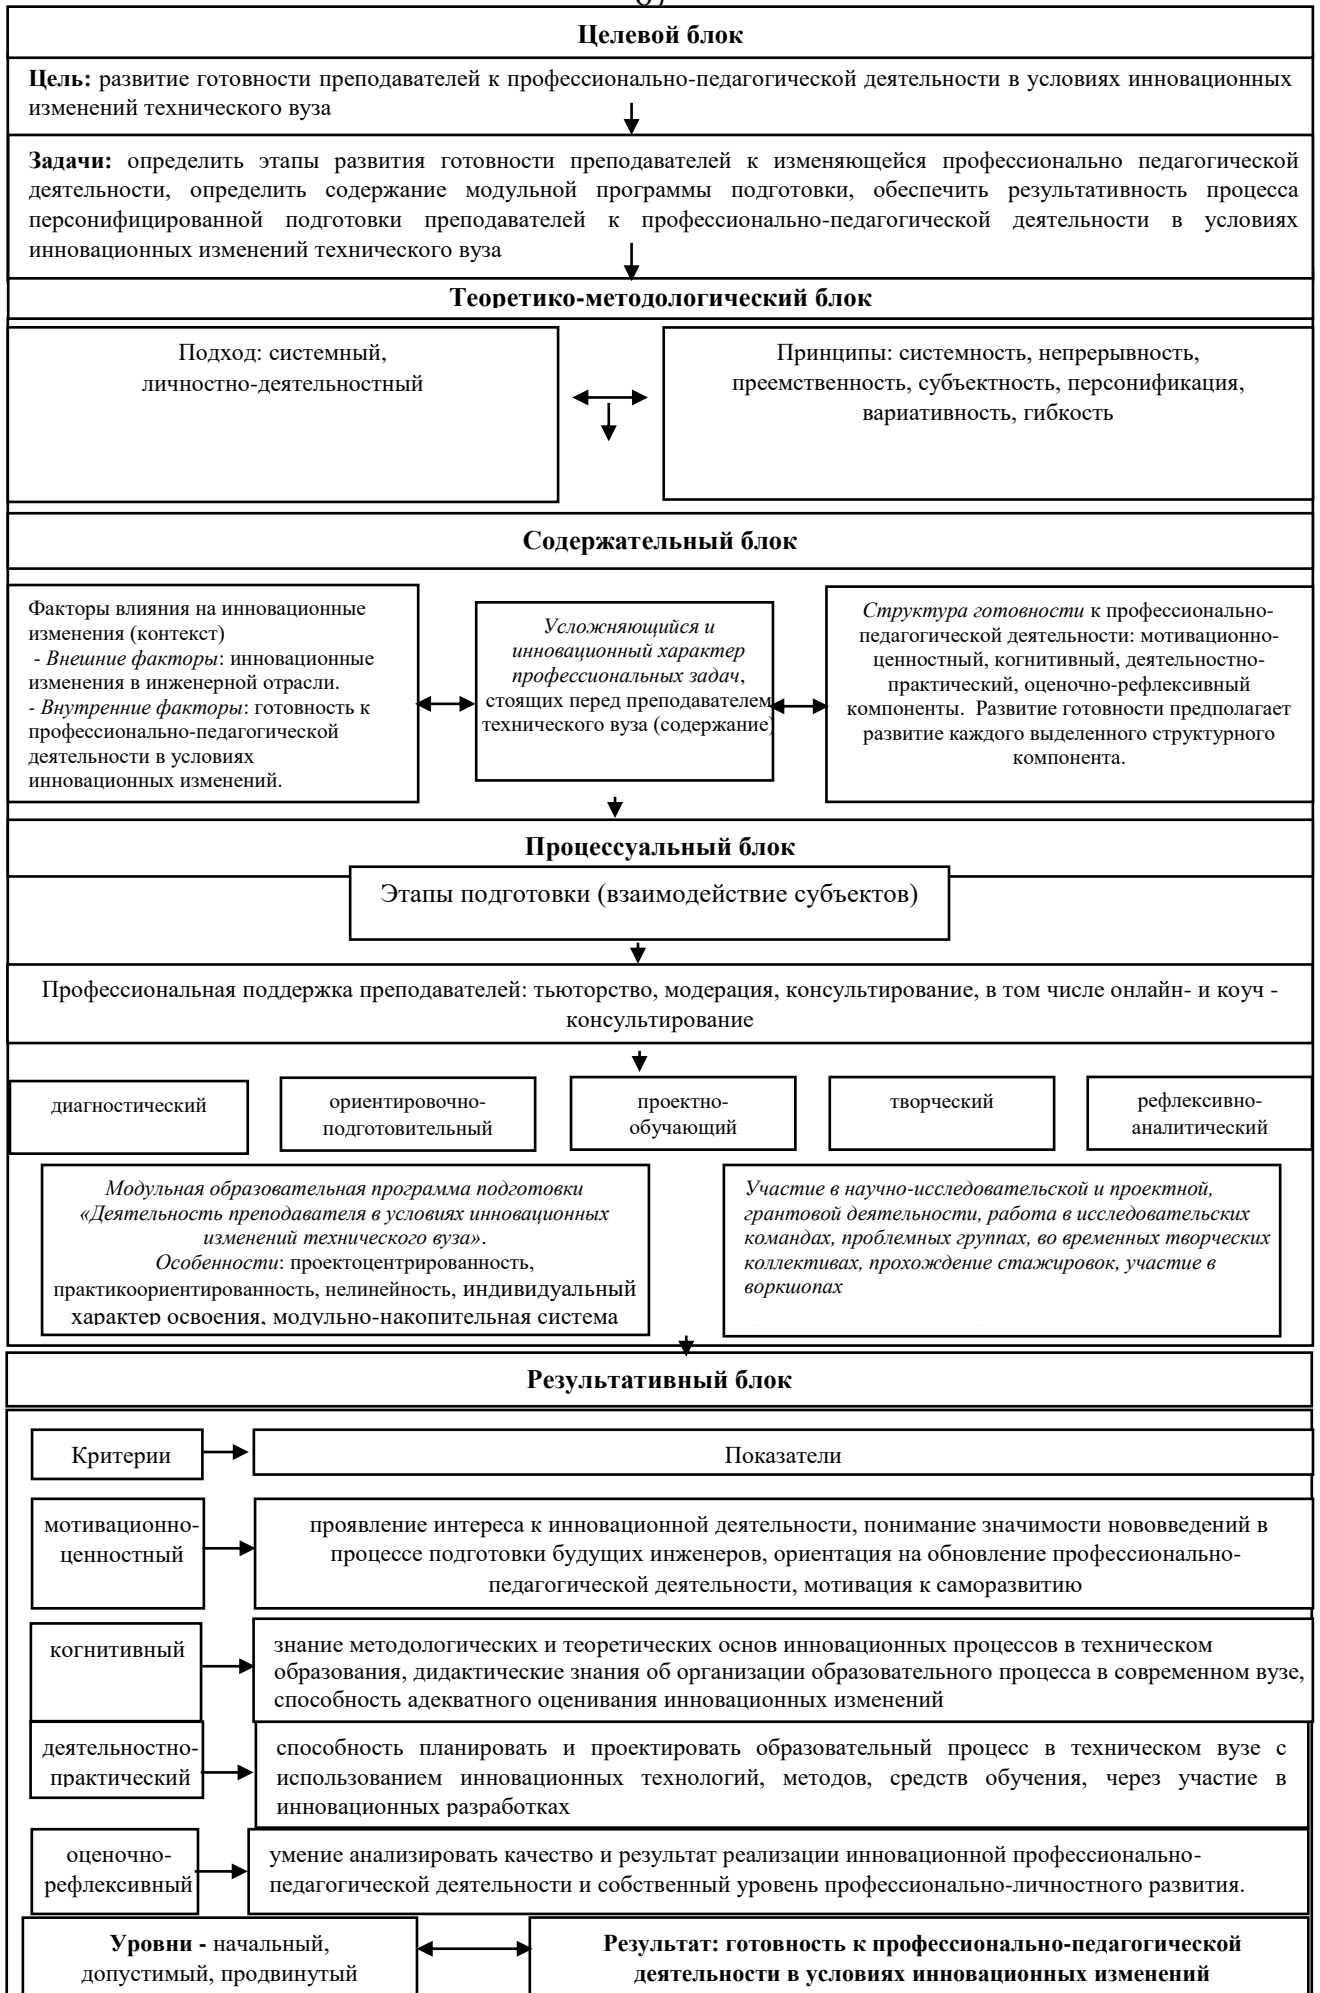 Целевой блок
Цель: развитие готовности преподавателей к профессионально-педагогической деятельности в условиях инновационных
изменений технического вуза
Задачи: определить этапы развития готовности преподавателей к изменяющейся профессионально педагогической
деятельности, определить содержание модульной программы подготовки, обеспечить результативность процесса
персонифицированной подготовки преподавателей к профессионально-педагогической деятельности в условиях
инновационных изменений технического вуза
Теоретико-методологический блок
Подход: системный,
личностно-деятельностный
Принципы: системность, непрерывность,
преемственность, субъектность, персонификация,
вариативность, гибкость
Содержательный блок
Факторы влияния на инновационные
изменения (контекст)
- Внешние факторы: инновационные
изменения в инженерной отрасли.
- Внутренние факторы: готовность к
профессионально-педагогической
деятельности в условиях
инновационных изменений.
Усложняющийся и
инновационный характер
профессиональных задач,
стоящих перед преподавателем
технического вуза (содержание)
Структура готовности к профессионально-
педагогической деятельности: мотивационно-
ценностный, когнитивный, деятельностно-
практический, оценочно-рефлексивный
компоненты. Развитие готовности предполагает
развитие каждого выделенного структурного
компонента.
Процессуальный блок
Этапы подготовки (взаимодействие субъектов)
Профессиональная поддержка преподавателей: тьюторство, модерация, консультирование, в том числе онлайн- и коуч -
консультирование
диагностический
ориентировочно-
подготовительный
проектно-
обучающий
творческий
рефлексивно-
аналитический
Модульная образовательная программа подготовки
«Деятельность преподавателя в условиях инновационных
изменений технического вуза».
Особенности: проектоцентрированность,
практикоориентированность, нелинейность, индивидуальный
характер освоения, модульно-накопительная система
Участие в научно-исследовательской и проектной,
грантовой деятельности, работа в исследовательских
командах, проблемных группах, во временных творческих
коллективах, прохождение стажировок, участие в
воркшопах
Результативный блок
Критерии
Показатели
мотивационно-
ценностный
проявление интереса к инновационной деятельности, понимание значимости нововведений в
процессе подготовки будущих инженеров, ориентация на обновление профессионально-
педагогической деятельности, мотивация к саморазвитию
когнитивный
знание методологических и теоретических основ инновационных процессов в техническом
образования, дидактические знания об организации образовательного процесса в современном вузе,
способность адекватного оценивания инновационных изменений
деятельностно-
практический
способность планировать и проектировать образовательный процесс в техническом вузе с
использованием инновационных технологий, методов, средств обучения, через участие в
инновационных разработках
оценочно-
рефлексивный
умение анализировать качество и результат реализации инновационной профессионально-
педагогической деятельности и собственный уровень профессионально-личностного развития.
Уровни - начальный,
допустимый, продвинутый
Результат: готовность к профессионально-педагогической
деятельности в условиях инновационных изменений